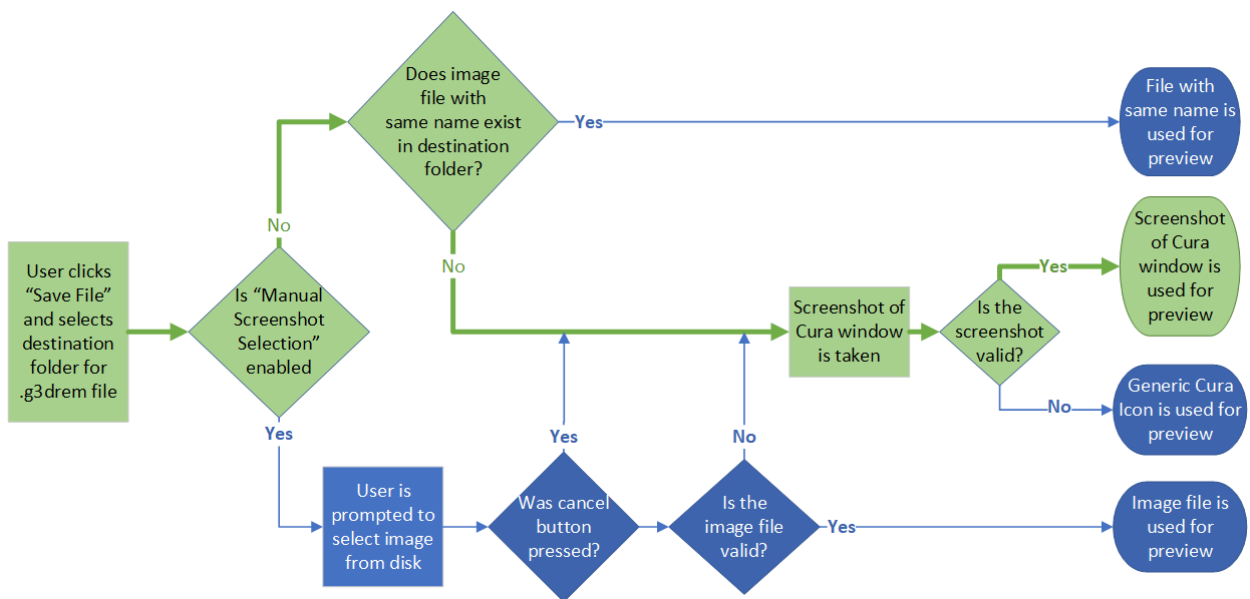 Does image
file with
same name exist
in destination
folder?
Yes
File with
same name is
used for
preview
No
No
User clicks
“Save File”
and selects
destination
folder for
.g3drem file
Is “Manual
Screenshot
Selection”
enabled
Screenshot of
Cura window
is taken
Is the
screenshot
valid?
Yes
Screenshot
of Cura
window is
used for
preview
No
Generic Cura
Icon is used for
preview
Yes
User is
prompted to
select image
from disk
Yes
Was cancel
button
pressed?
No
Is the
image file
valid?
Yes
Image file is
used for
preview